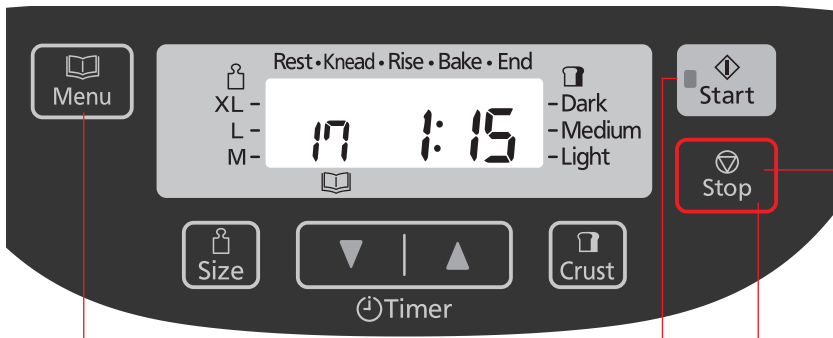 Menu
Rest • Knead • Rise • Bake • End
XL –
L –
M –
17 1:15
– Dark
– Medium
– Light
Start
Stop
Size
Crust
Timer